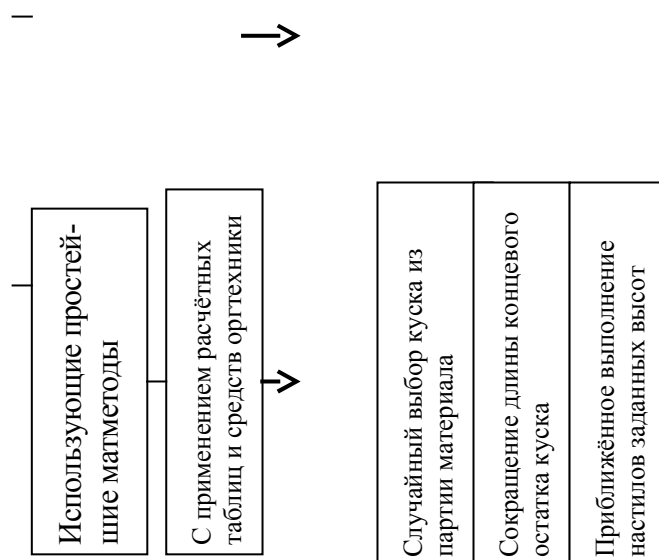 Использующие простей-
шие матметоды
С применением расчётных
таблиц и средств оргтехники
Случайный выбор куска из
партии материала
Сокращение длины концевого
остатка куска
Приближённое выполнение
настилов заданных высот